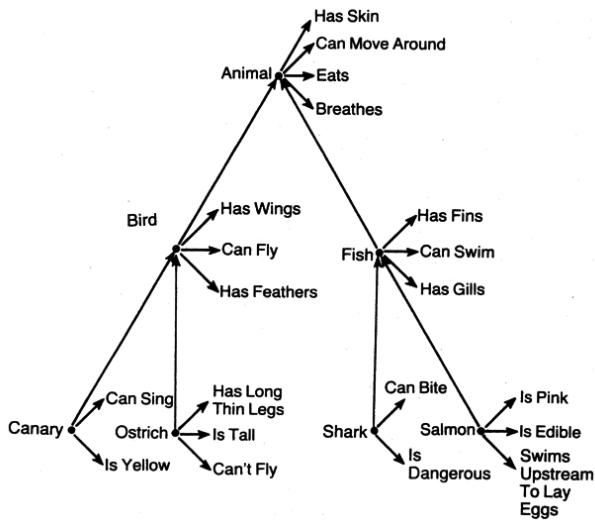 Has Skin
Can Move Around
Animal
Eats
Breathes
Bird
Has Wings
Can Fly
Has Feathers
Fish
Has Fins
Can Swim
Has Gills
Canary
Can Sing
Is Yellow
Ostrich
Has Long
Thin Legs
Is Tall
Can't Fly
Shark
Can Bite
Is
Dangerous
Salmon
Is Pink
Is Edible
Swims
Upstream
To Lay
Eggs